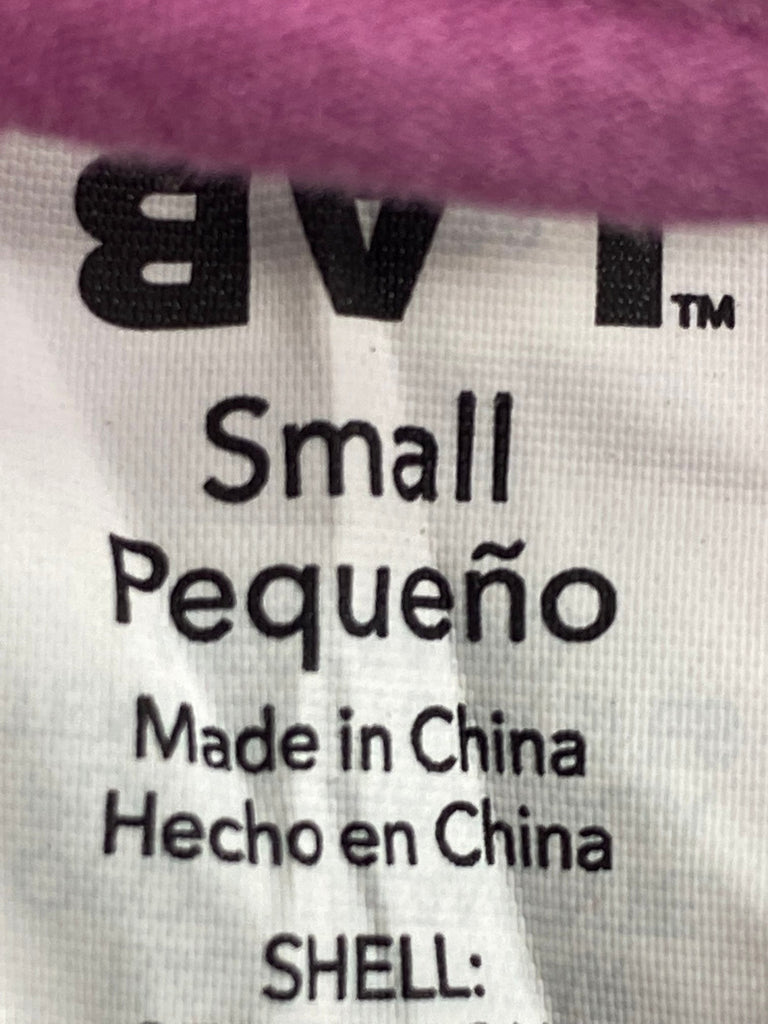 TM
Small
Pequeño
Made in China
Hecho en China
SHELL: